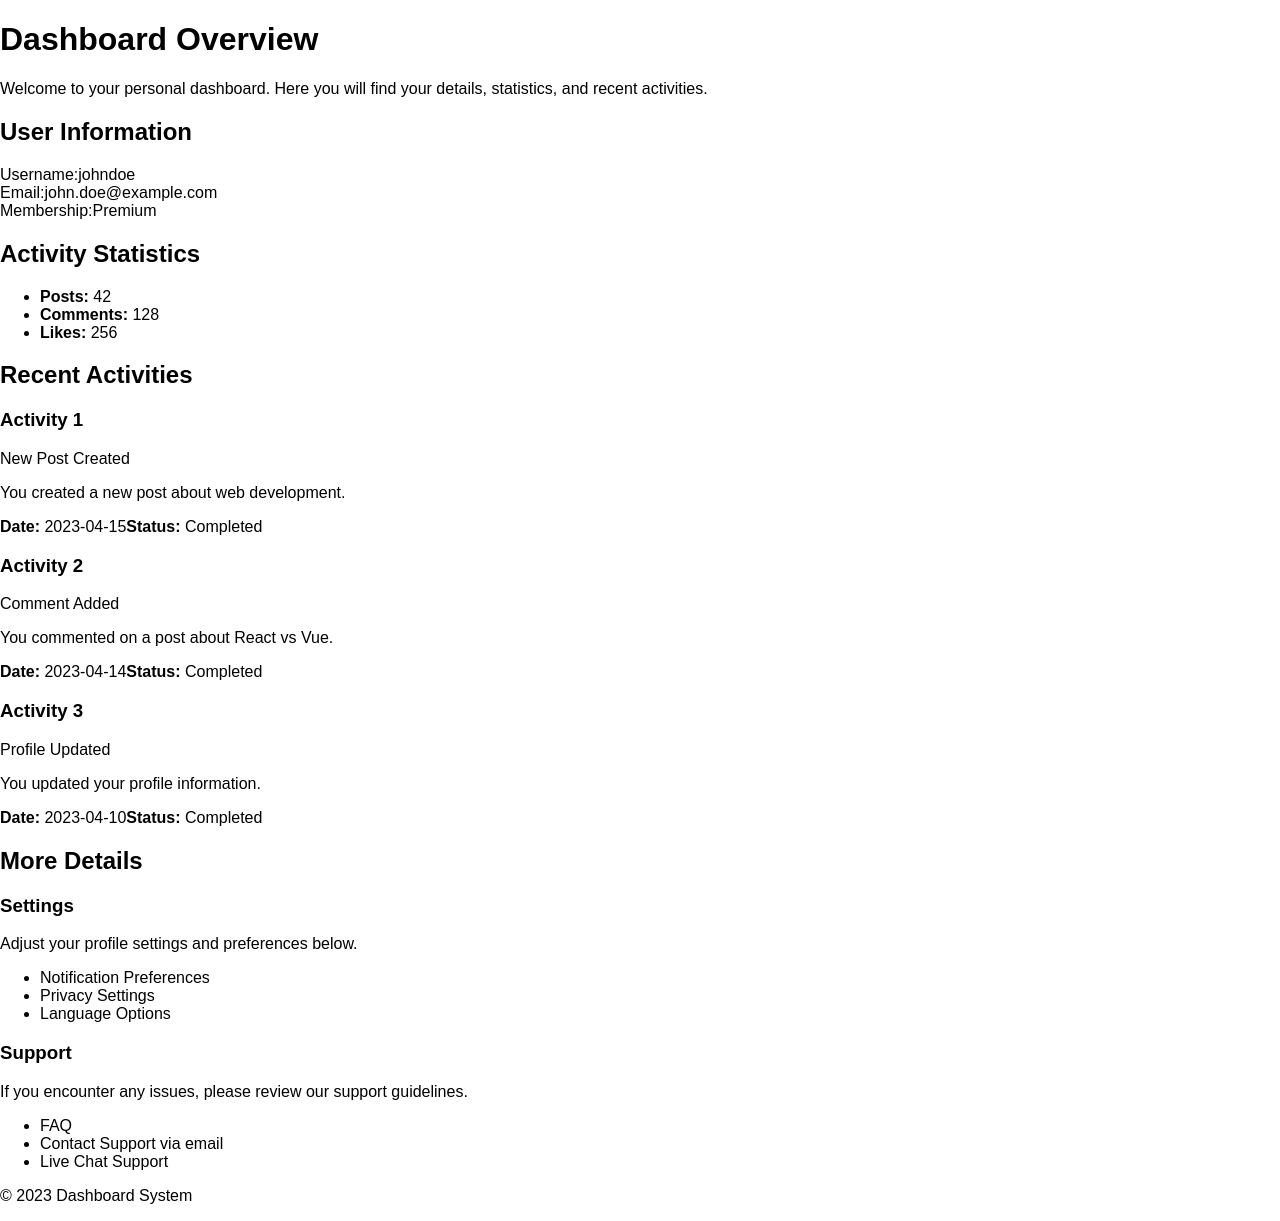 Dashboard Overview
Welcome to your personal dashboard. Here you will find your details, statistics, and recent activities.
User Information
Username:johndoe
Email:john.doe@example.com
Membership:Premium
Activity Statistics
• Posts: 42
• Comments: 128
• Likes: 256
Recent Activities
Activity 1
New Post Created
You created a new post about web development.
Date: 2023-04-15Status: Completed
Activity 2
Comment Added
You commented on a post about React vs Vue.
Date: 2023-04-14Status: Completed
Activity 3
Profile Updated
You updated your profile information.
Date: 2023-04-10Status: Completed
More Details
Settings
Adjust your profile settings and preferences below.
• Notification Preferences
• Privacy Settings
• Language Options
Support
If you encounter any issues, please review our support guidelines.
• FAQ
• Contact Support via email
• Live Chat Support
© 2023 Dashboard System